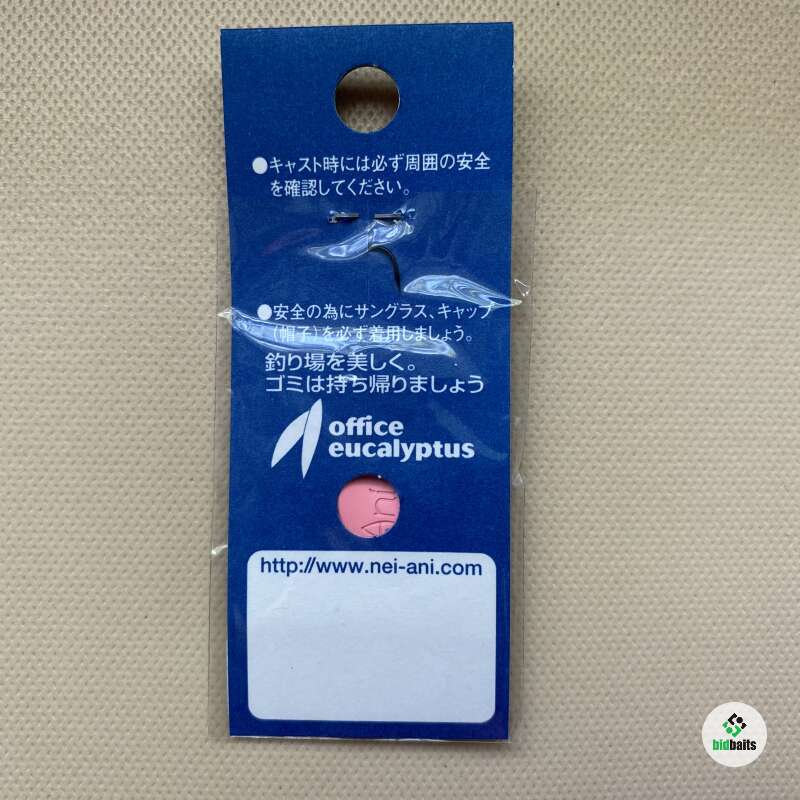 ●キャスト時には必ず周囲の安全
を確認してください。
●安全の為にサングラス、キャップ
(帽子)を必ず着用しましょう。
釣り場を美しく。
ゴミは持ち帰りましょう
office
eucalyptus
http://www.nei-ani.com
bidbaits